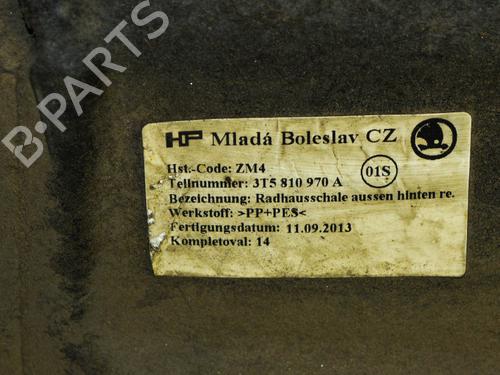 B-PARTS
HP Mladá Boleslav CZ
Hst.-Code: ZM4
01S
Teilnummer: 3T5 810 970 A
Bezeichnung: Radhausschale aussen hinten re.
Werkstoff: >PP+PES<
Fertigungsdatum: 11.09.2013
Kompletoval: 14